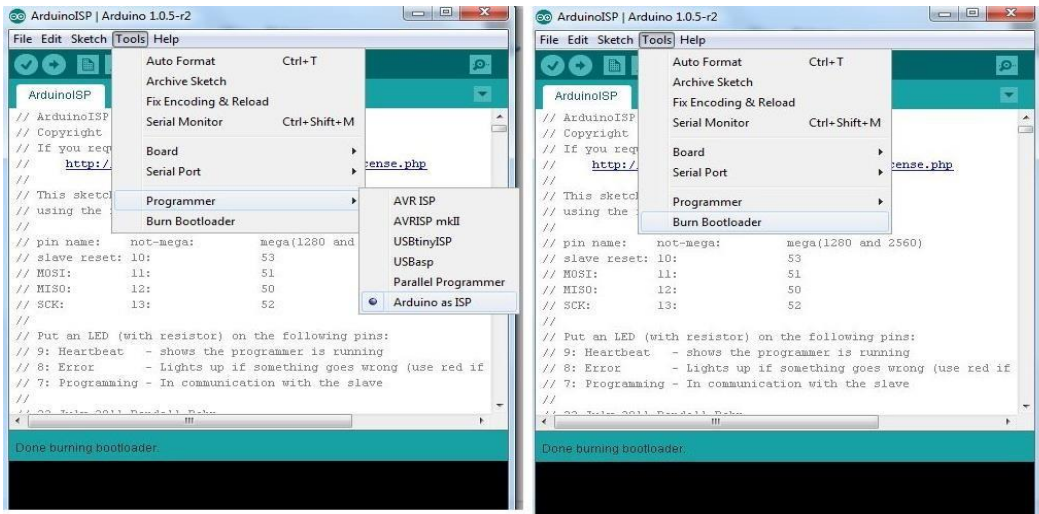 ArduinoISP | Arduino 1.0.5-r2
File Edit Sketch Tools Help
Auto Format Ctrl+T
Archive Sketch
Fix Encoding & Reload
Serial Monitor Ctrl+Shift+M
Board
Serial Port
Programmer
Burn Bootloader
AVR ISP
AVRISP mkII
USBtinyISP
USBasp
Parallel Programmer
Arduino as ISP
ArduinoISP
// ArduinoISP
// Copyright
// If you req
// http:/ ense.php
//
// This sketc
// using the
//
// pin name: not-mega: mega(1280 and
// slave reset: 10: 53
// MOSI: 11: 51
// MISO: 12: 50
// SCK: 13: 52
//
// Put an LED (with resistor) on the following pins:
// 9: Heartbeat - shows the programmer is running
// 8: Error - Lights up if something goes wrong (use red if
// 7: Programming - In communication with the slave
//
Done burning bootloader.
ArduinoISP | Arduino 1.0.5-r2
File Edit Sketch Tools Help
Auto Format Ctrl+T
Archive Sketch
Fix Encoding & Reload
Serial Monitor Ctrl+Shift+M
Board
Serial Port
Programmer
Burn Bootloader
ArduinoISP
// ArduinoISP
// Copyright
// If you req
// http:/ ense.php
//
// This sketc
// using the
//
// pin name: not-mega: mega(1280 and 2560)
// slave reset: 10: 53
// MOSI: 11: 51
// MISO: 12: 50
// SCK: 13: 52
//
// Put an LED (with resistor) on the following pins:
// 9: Heartbeat - shows the programmer is running
// 8: Error - Lights up if something goes wrong (use red if
// 7: Programming - In communication with the slave
//
Done burning bootloader.